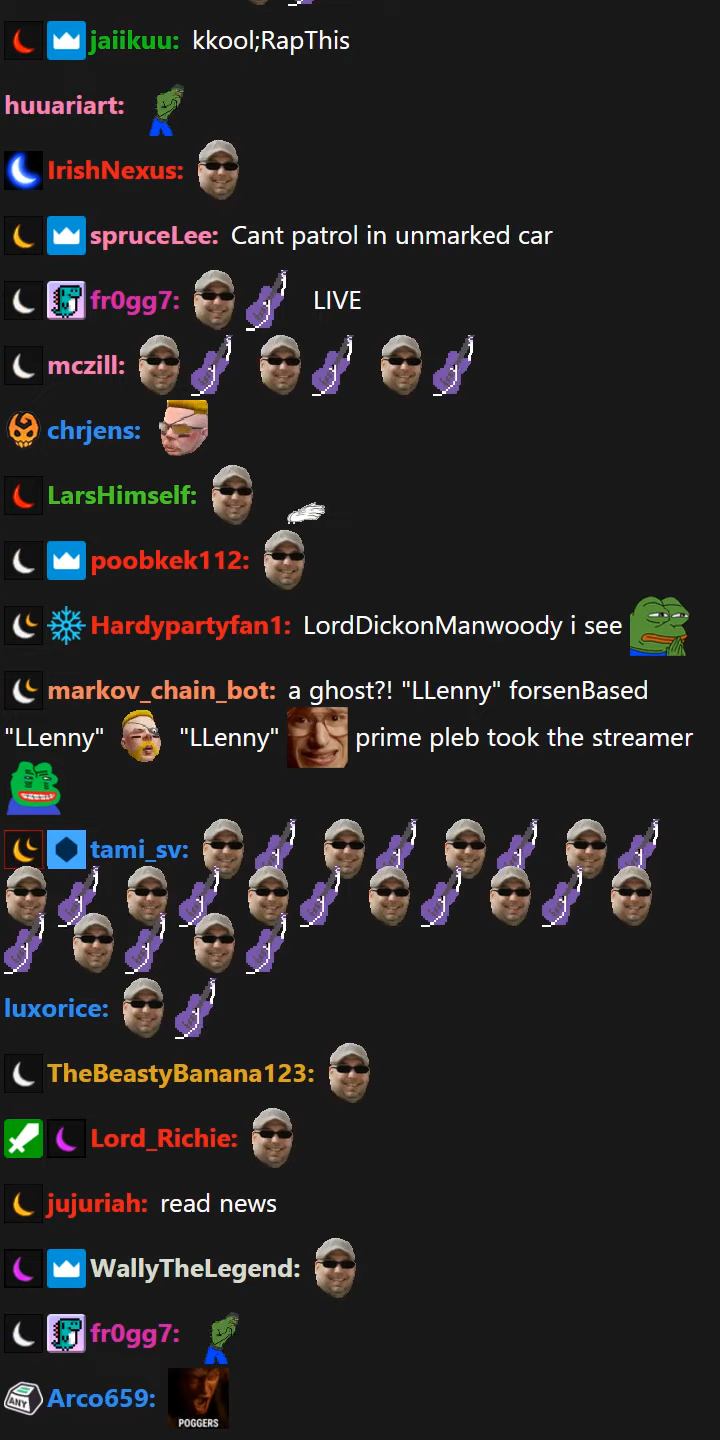 jaiikuu: kkool;RapThis
huuariart:
IrishNexus:
spruceLee: Cant patrol in unmarked car
fr0gg7: LIVE
mczill:
chrjens:
LarsHimself:
poobkek112:
Hardypartyfan1: LordDickonManwoody i see
markov_chain_bot: a ghost?! "LLenny" forsenBased
"LLenny" "LLenny" prime pleb took the streamer
tami_sv:
luxorice:
TheBeastyBanana123:
Lord_Richie:
jujuriah: read news
WallyTheLegend:
fr0gg7:
ANY Arco659: POGGERS